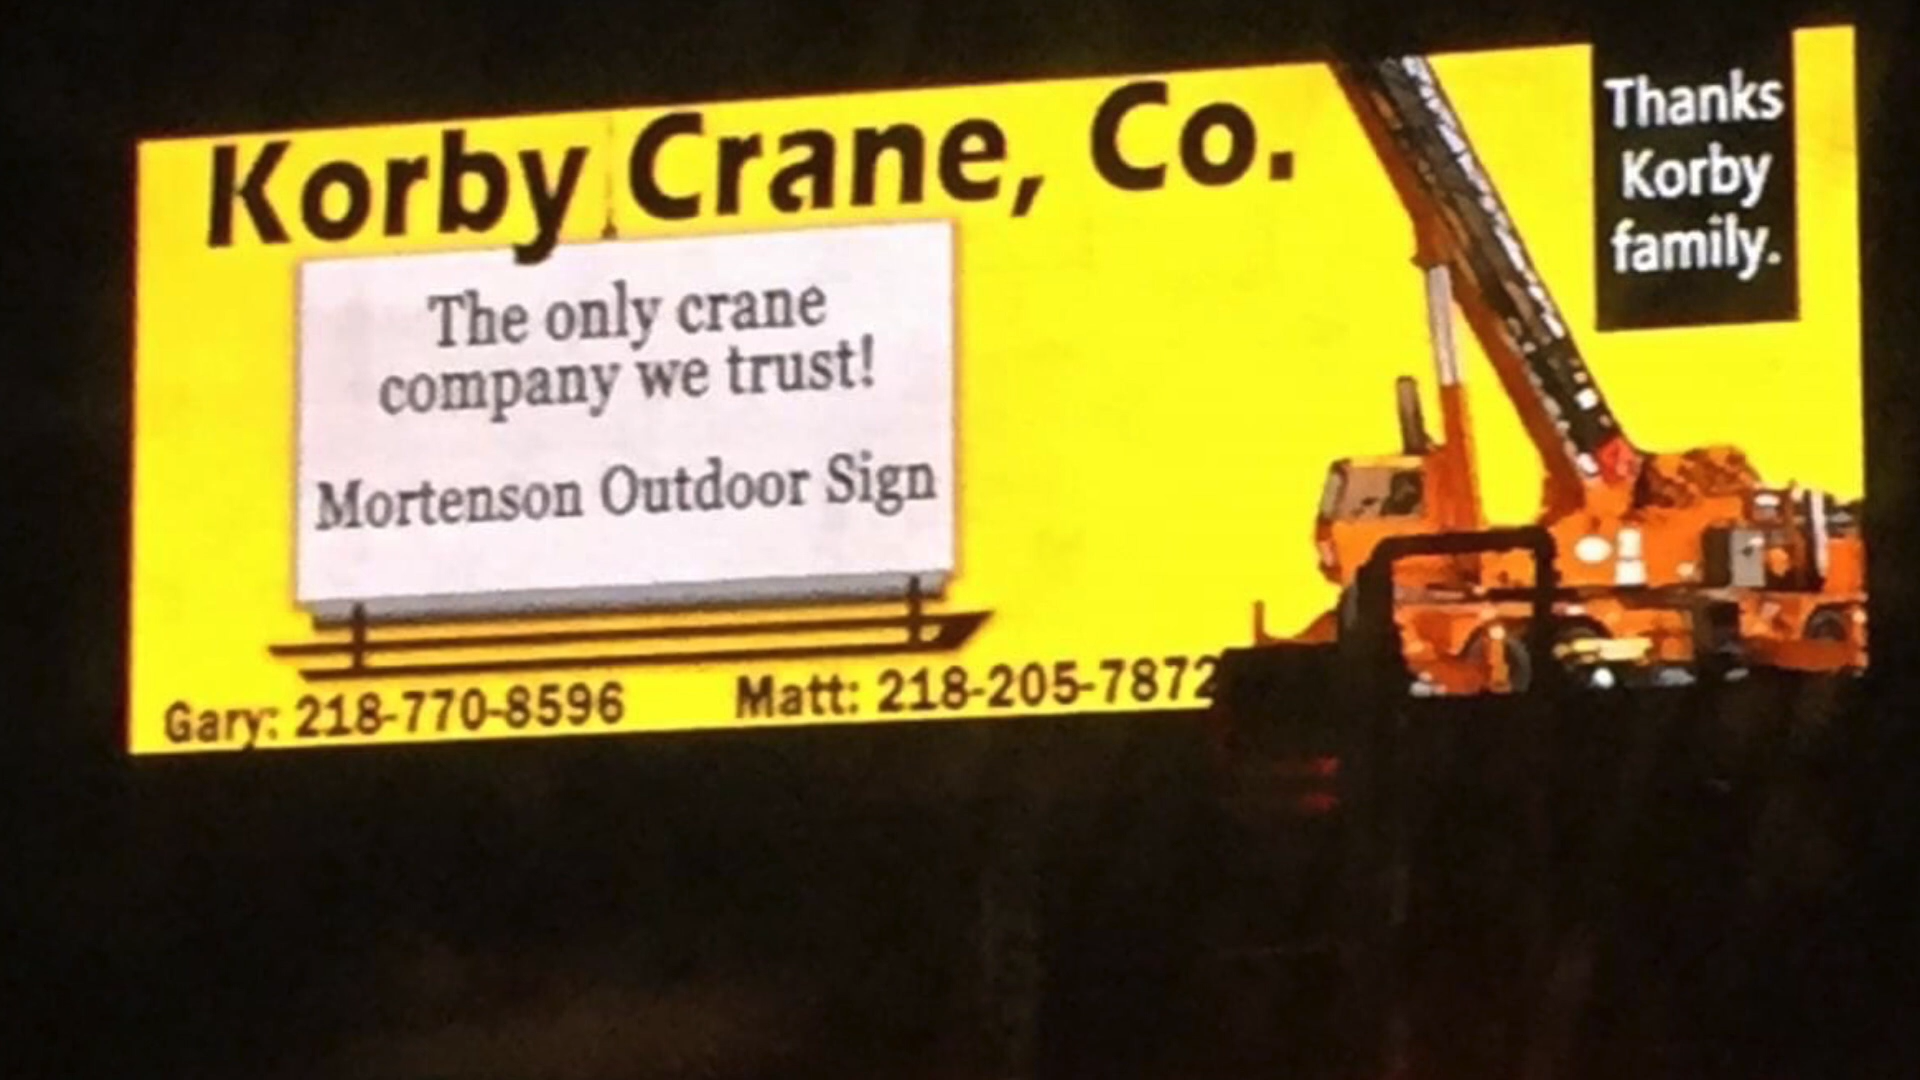 Korby Crane, Co.
The only crane
company we trust!
Mortenson Outdoor Sign
Gary: 218-770-8596 Matt: 218-205-7872
Thanks
Korby
family.